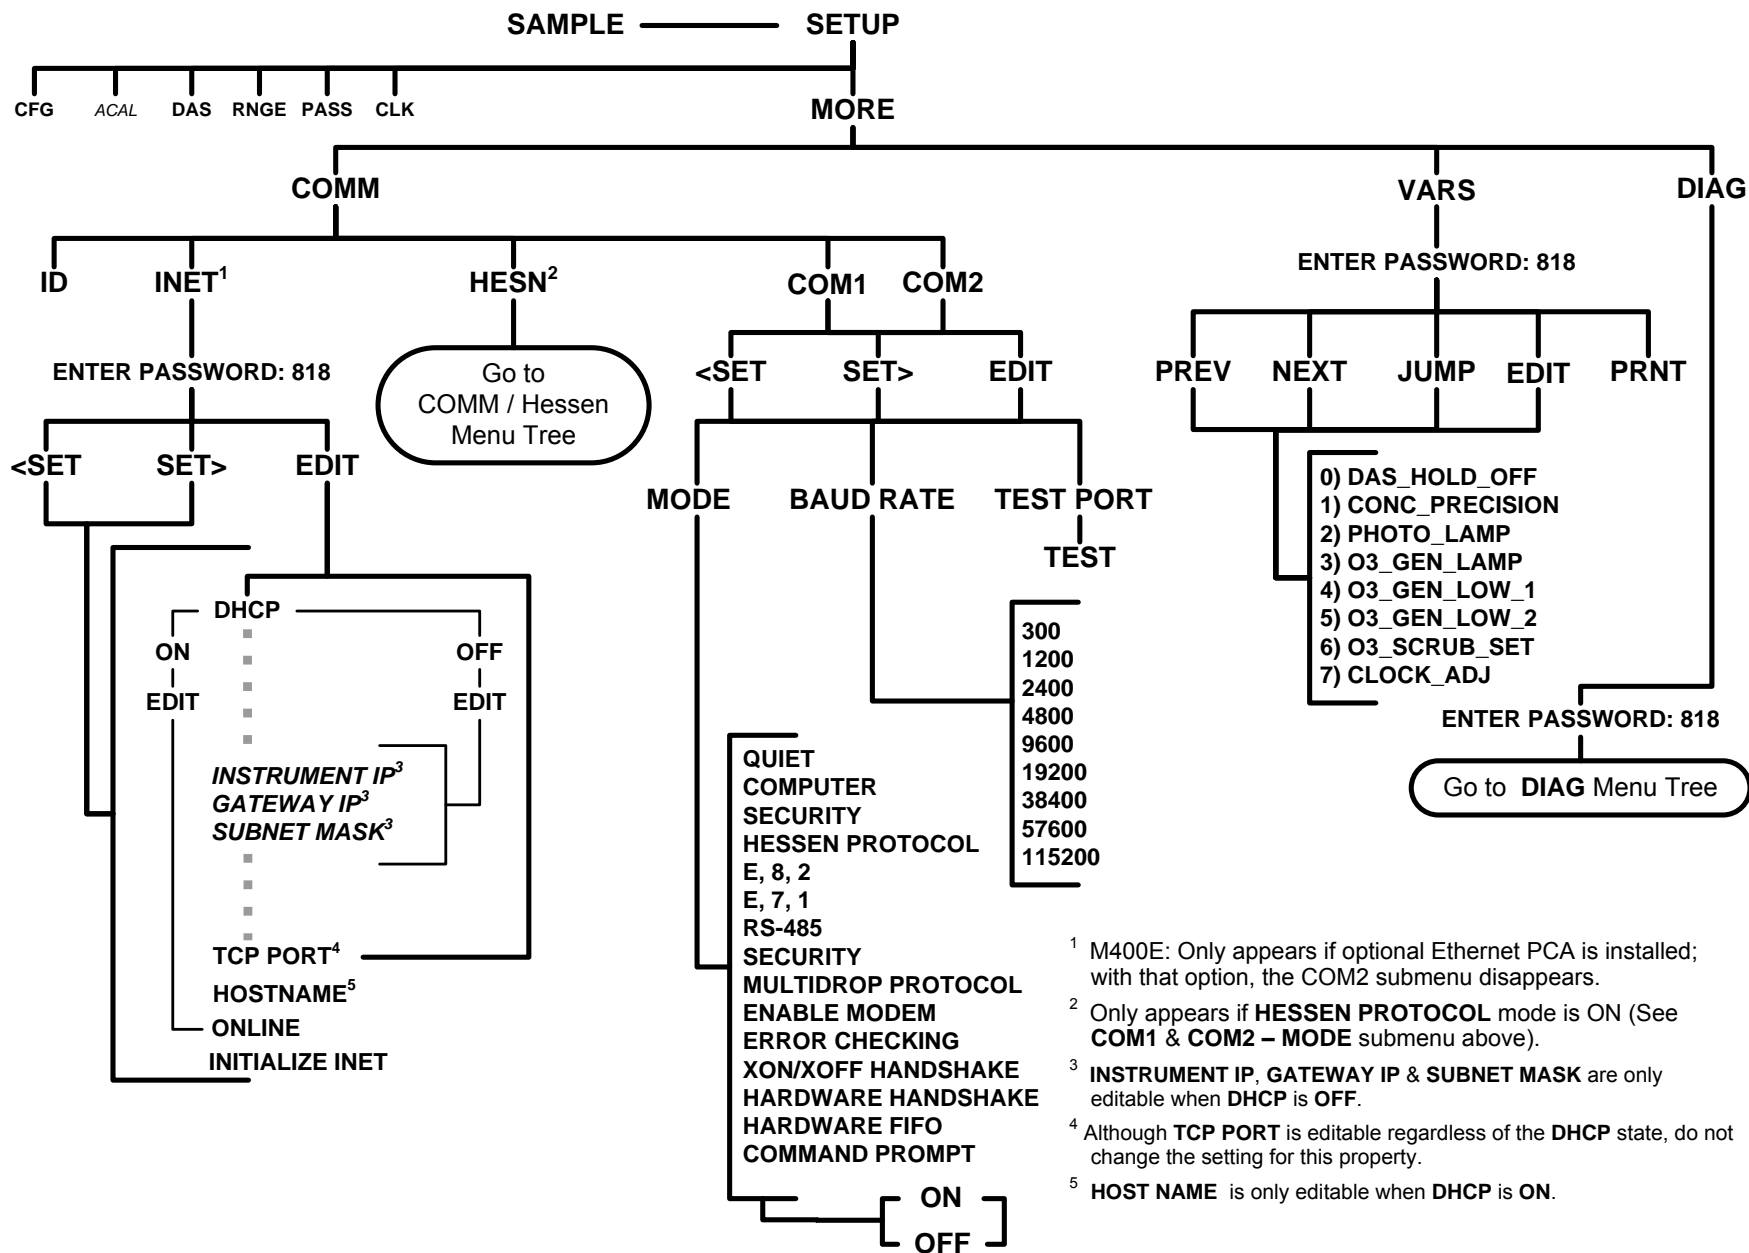 SAMPLE SETUP
CFG ACAL DAS RNGE PASS CLK
MORE
COMM VARS DIAG
ID INET1 HESN2 COM1 COM2
ENTER PASSWORD: 818
<SET SET> EDIT
DHCP
ON OFF
EDIT EDIT
INSTRUMENT IP3
GATEWAY IP3
SUBNET MASK3
TCP PORT4
HOSTNAME5
ONLINE
INITIALIZE INET
Go to
COMM / Hessen
Menu Tree
<SET SET> EDIT
MODE BAUD RATE TEST PORT
TEST
300
1200
2400
4800
9600
19200
38400
57600
115200
QUIET
COMPUTER
SECURITY
HESSEN PROTOCOL
E, 8, 2
E, 7, 1
RS-485
SECURITY
MULTIDROP PROTOCOL
ENABLE MODEM
ERROR CHECKING
XON/XOFF HANDSHAKE
HARDWARE HANDSHAKE
HARDWARE FIFO
COMMAND PROMPT
ON
OFF
ENTER PASSWORD: 818
PREV NEXT JUMP EDIT PRNT
0) DAS_HOLD_OFF
1) CONC_PRECISION
2) PHOTO_LAMP
3) O3_GEN_LAMP
4) O3_GEN_LOW_1
5) O3_GEN_LOW_2
6) O3_SCRUB_SET
7) CLOCK_ADJ
ENTER PASSWORD: 818
Go to DIAG Menu Tree
1 M400E: Only appears if optional Ethernet PCA is installed;
with that option, the COM2 submenu disappears.
2 Only appears if HESSEN PROTOCOL mode is ON (See
COM1 & COM2 – MODE submenu above).
3 INSTRUMENT IP, GATEWAY IP & SUBNET MASK are only
editable when DHCP is OFF.
4 Although TCP PORT is editable regardless of the DHCP state, do not
change the setting for this property.
5 HOST NAME is only editable when DHCP is ON.